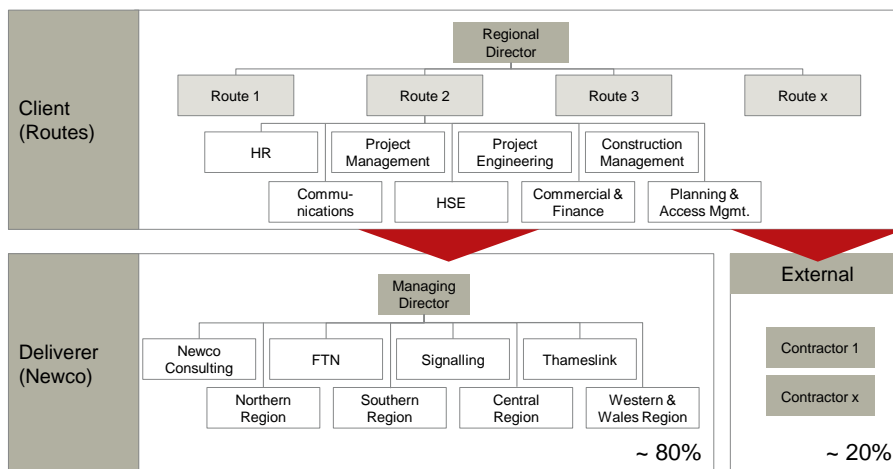 Client
(Routes)
Regional
Director
Route 1
Route 2
Route 3
Route x
HR
Project
Management
Project
Engineering
Construction
Management
Commu-
nications
HSE
Commercial &
Finance
Planning &
Access Mgmt.
Deliverer
(Newco)
Managing
Director
Newco
Consulting
FTN
Signalling
Thameslink
Northern
Region
Southern
Region
Central
Region
Western &
Wales Region
~ 80%
External
Contractor 1
Contractor x
~ 20%